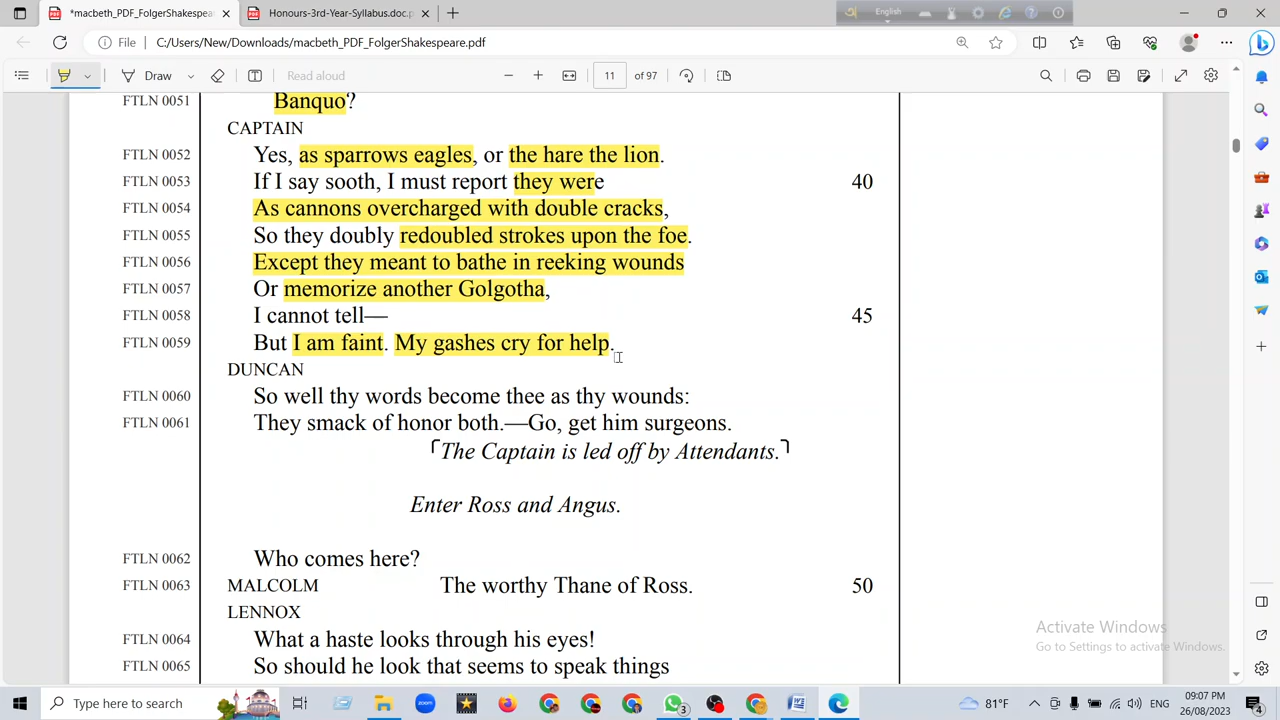 *macbeth_PDF_FolgerShakespea
Honours-3rd-Year-Syllabus.doc.p
English
File C:/Users/New/Downloads/macbeth_PDF_FolgerShakespeare.pdf
Draw
Read aloud
11 of 97
FTLN 0051 Banquo?
CAPTAIN
FTLN 0052 Yes, as sparrows eagles, or the hare the lion.
FTLN 0053 If I say sooth, I must report they were 40
FTLN 0054 As cannons overcharged with double cracks,
FTLN 0055 So they doubly redoubled strokes upon the foe.
FTLN 0056 Except they meant to bathe in reeking wounds
FTLN 0057 Or memorize another Golgotha,
FTLN 0058 I cannot tell— 45
FTLN 0059 But I am faint. My gashes cry for help.
DUNCAN
FTLN 0060 So well thy words become thee as thy wounds:
FTLN 0061 They smack of honor both.—Go, get him surgeons.
⌜The Captain is led off by Attendants.⌝
Enter Ross and Angus.
FTLN 0062 Who comes here?
FTLN 0063 MALCOLM The worthy Thane of Ross. 50
LENNOX
FTLN 0064 What a haste looks through his eyes!
FTLN 0065 So should he look that seems to speak things
Activate Windows
Go to Settings to activate Windows.
Type here to search
zoom
3
81°F
09:07 PM
26/08/2023
4